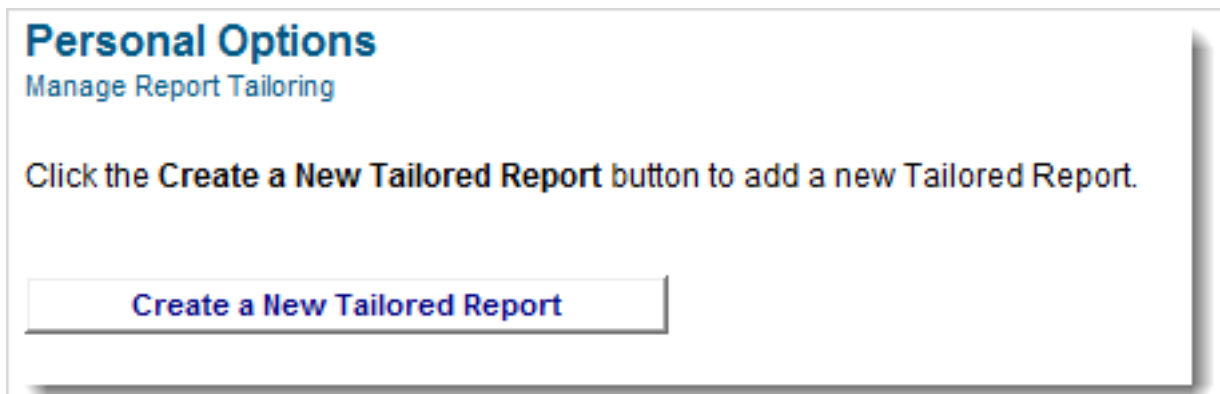 Personal Options
Manage Report Tailoring
Click the Create a New Tailored Report button to add a new Tailored Report.
Create a New Tailored Report